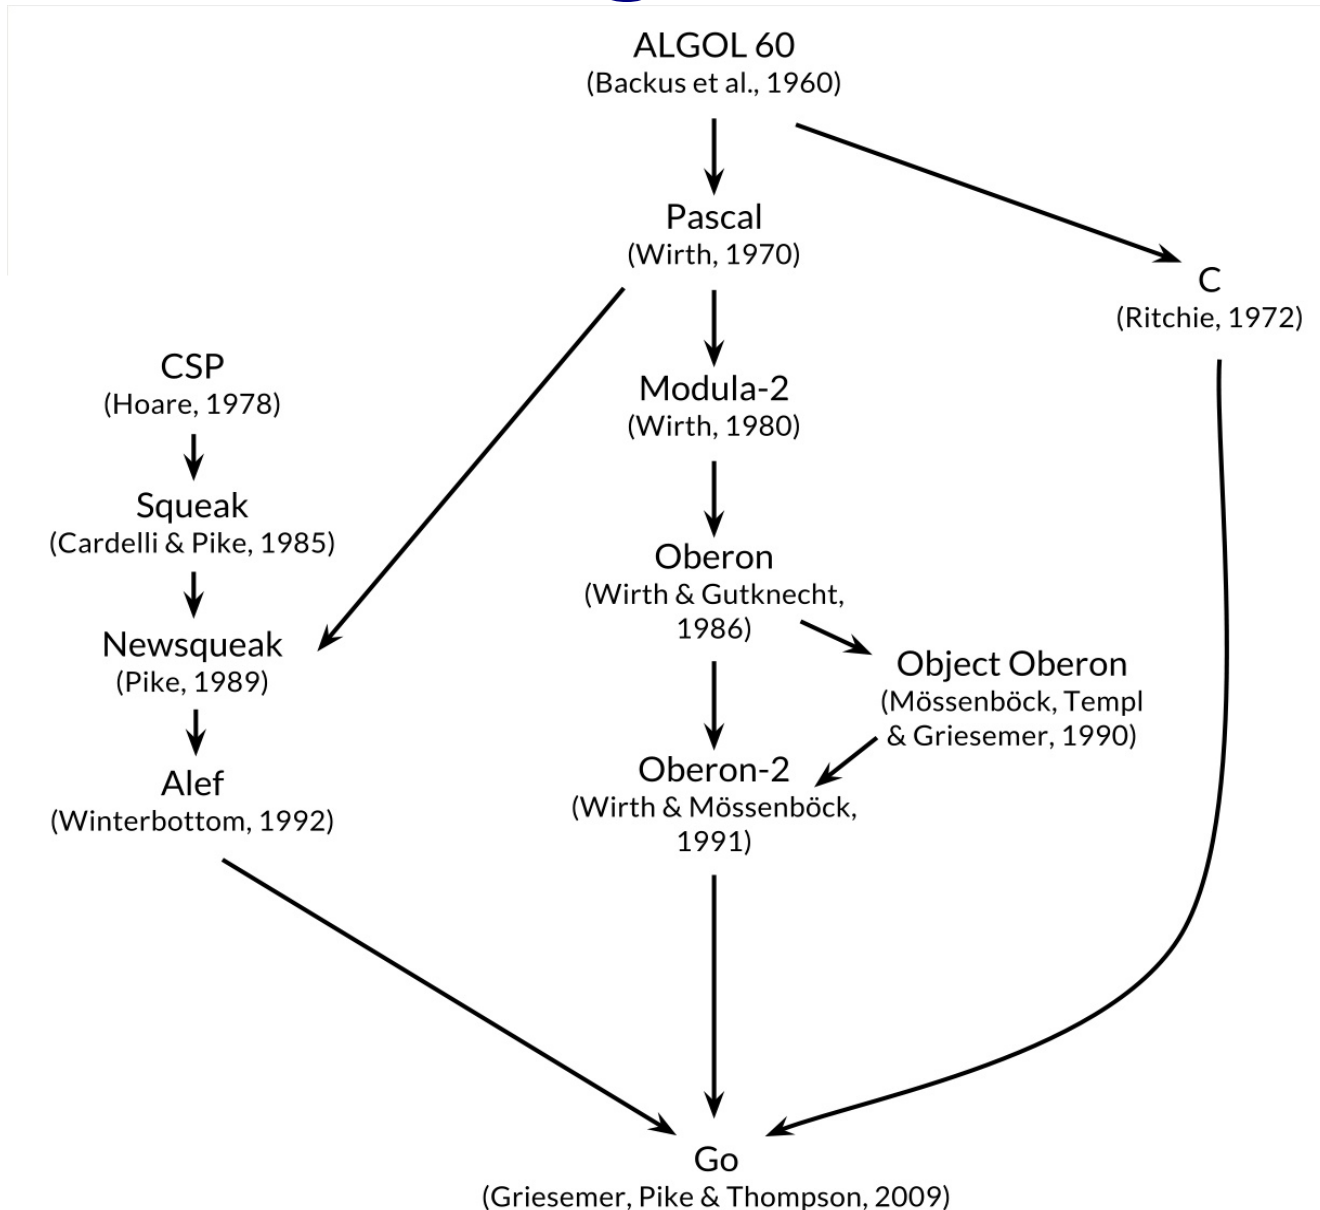 ALGOL 60
(Backus et al., 1960)
Pascal
(Wirth, 1970)
C
(Ritchie, 1972)
CSP
(Hoare, 1978)
Modula-2
(Wirth, 1980)
Squeak
(Cardelli & Pike, 1985)
Oberon
(Wirth & Gutknecht,
1986)
Newsqueak
(Pike, 1989)
Object Oberon
(Mössenböck, Templ
& Griesemer, 1990)
Alef
(Winterbottom, 1992)
Oberon-2
(Wirth & Mössenböck,
1991)
Go
(Griesemer, Pike & Thompson, 2009)